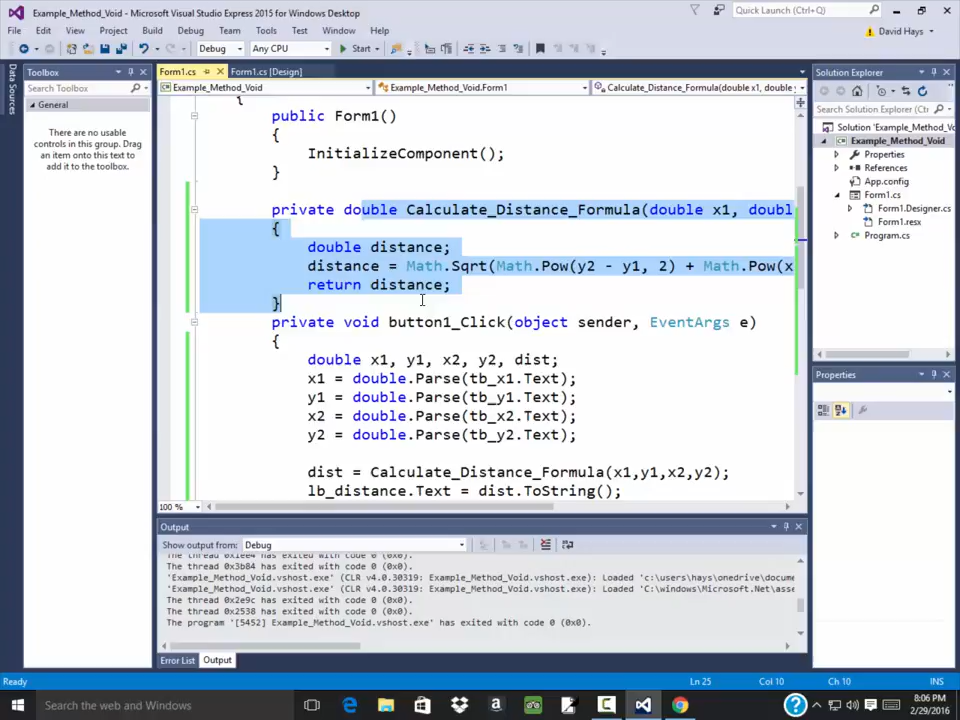 Example_Method_Void - Microsoft Visual Studio Express 2015 for Windows Desktop
Quick Launch (Ctrl+Q)
File Edit View Project Build Debug Team Tools Test Window Help
David Hays
Debug Any CPU Start
Data Sources
Toolbox
Search Toolbox
General
There are no usable
controls in this group. Drag
an item onto this text to
add it to the toolbox.
Form1.cs Form1.cs [Design]
Example_Method_Void Example_Method_Void.Form1 Calculate_Distance_Formula(double x1, double
{
public Form1()
{
InitializeComponent();
}
private double Calculate_Distance_Formula(double x1, doubl
{
double distance;
distance = Math.Sqrt(Math.Pow(y2 - y1, 2) + Math.Pow(x
return distance;
}
private void button1_Click(object sender, EventArgs e)
{
double x1, y1, x2, y2, dist;
x1 = double.Parse(tb_x1.Text);
y1 = double.Parse(tb_y1.Text);
x2 = double.Parse(tb_x2.Text);
y2 = double.Parse(tb_y2.Text);
dist = Calculate_Distance_Formula(x1,y1,x2,y2);
lb_distance.Text = dist.ToString();
100 %
Output
Show output from: Debug
The thread 0x1ee4 has exited with code 0 (0x0).
The thread 0x3b84 has exited with code 0 (0x0).
'Example_Method_Void.vshost.exe' (CLR v4.0.30319: Example_Method_Void.vshost.exe): Loaded 'c:\users\hays\onedrive\docume
'Example_Method_Void.vshost.exe' (CLR v4.0.30319: Example_Method_Void.vshost.exe): Loaded 'C:\windows\Microsoft.Net\asse
The thread 0x2e9c has exited with code 0 (0x0).
The thread 0x2538 has exited with code 0 (0x0).
The program '[5452] Example_Method_Void.vshost.exe' has exited with code 0 (0x0).
Error List Output
Solution Explorer
Search Solution Explorer (Ctrl
Solution 'Example_Method_Vo
Example_Method_Void
Properties
References
App.config
Form1.cs
Form1.Designer.cs
Form1.resx
Program.cs
Properties
Ready Ln 25 Col 10 Ch 10 INS
Search the web and Windows
8:06 PM
2/29/2016